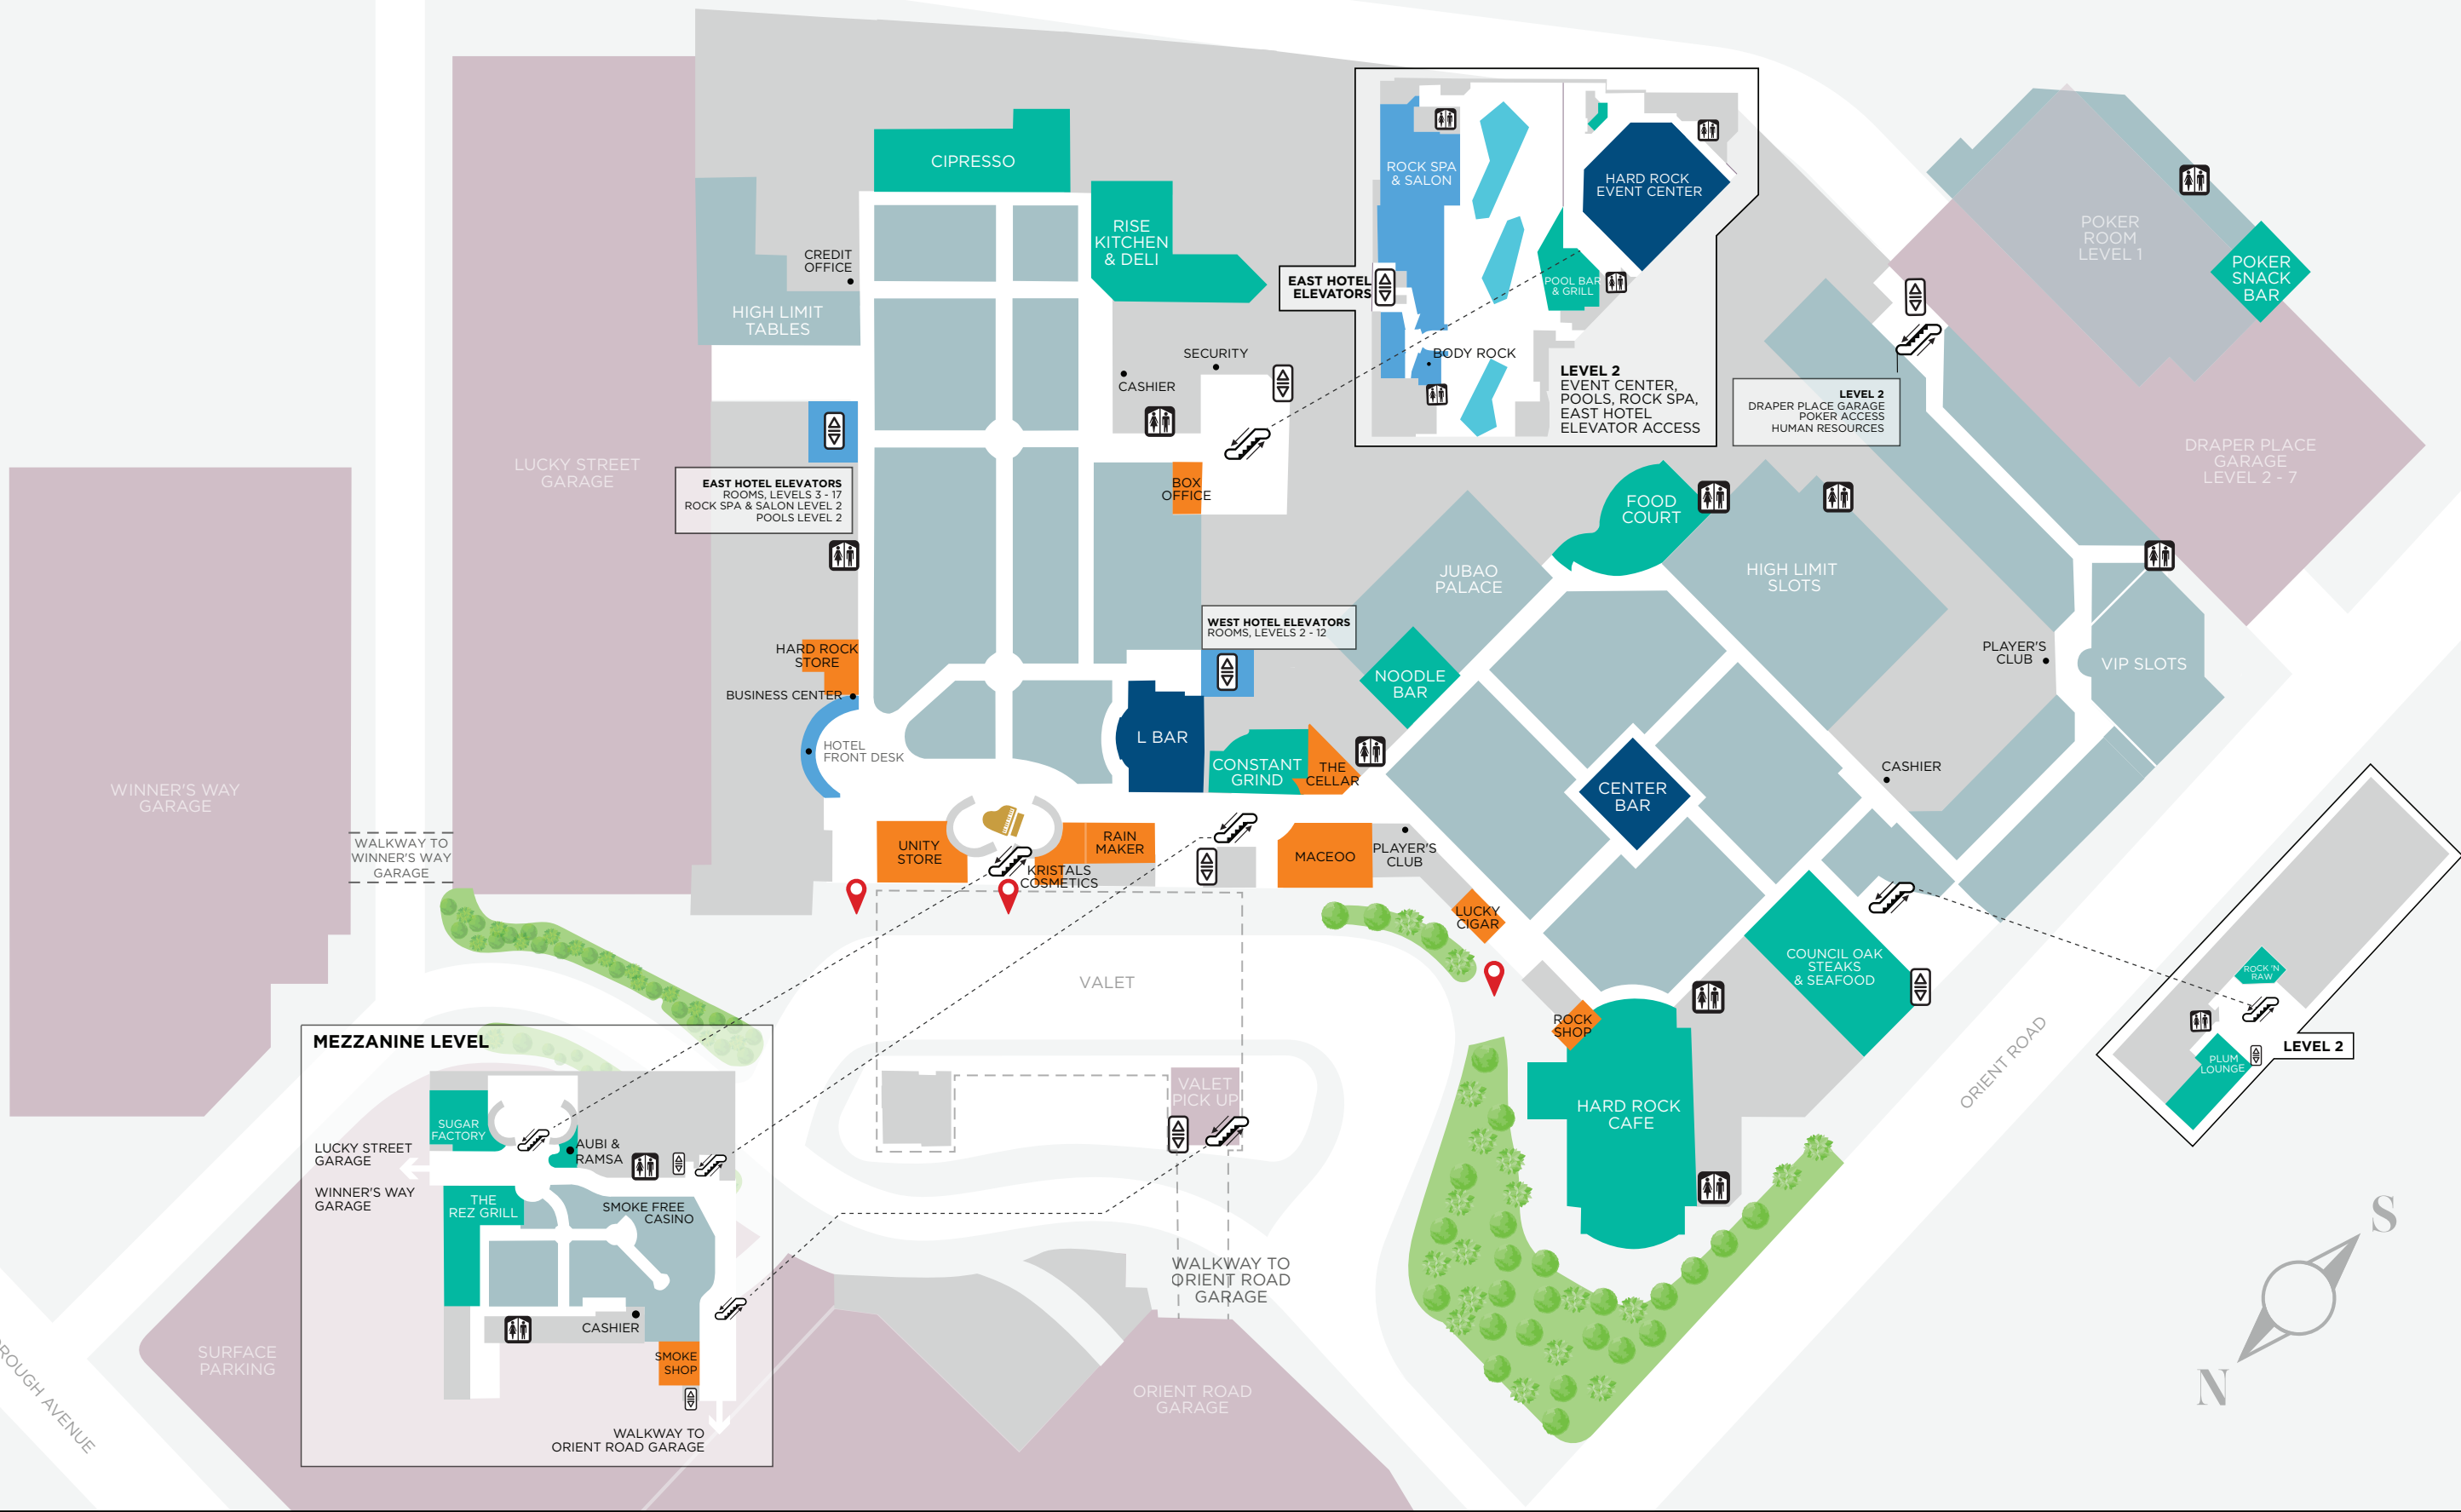 CIPRESSO
RISE
KITCHEN
& DELI
CREDIT
OFFICE
HIGH LIMIT
TABLES
SECURITY
CASHIER
LUCKY STREET
GARAGE
EAST HOTEL ELEVATORS
ROOMS, LEVELS 3 - 17
ROCK SPA & SALON LEVEL 2
POOLS LEVEL 2
BOX
OFFICE
ROCK SPA
& SALON
HARD ROCK
EVENT CENTER
EAST HOTEL
ELEVATORS
POOL BAR
& GRILL
BODY ROCK
LEVEL 2
EVENT CENTER,
POOLS, ROCK SPA,
EAST HOTEL
ELEVATOR ACCESS
LEVEL 2
DRAPER PLACE GARAGE
POKER ACCESS
HUMAN RESOURCES
POKER
ROOM
LEVEL 1
POKER
SNACK
BAR
DRAPER PLACE
GARAGE
LEVEL 2 - 7
FOOD
COURT
JUBAO
PALACE
HIGH LIMIT
SLOTS
WEST HOTEL ELEVATORS
ROOMS, LEVELS 2 - 12
NOODLE
BAR
PLAYER'S
CLUB
VIP SLOTS
HARD ROCK
STORE
BUSINESS CENTER
HOTEL
FRONT DESK
L BAR
CONSTANT
GRIND
THE
CELLAR
CENTER
BAR
CASHIER
WINNER'S WAY
GARAGE
WALKWAY TO
WINNER'S WAY
GARAGE
UNITY
STORE
RAIN
MAKER
KRISTALS
COSMETICS
MACEOO
PLAYER'S
CLUB
LUCKY
CIGAR
COUNCIL OAK
STEAKS
& SEAFOOD
VALET
ROCK
SHOP
HARD ROCK
CAFE
ORIENT ROAD
ROCK 'N
RAW
PLUM
LOUNGE
LEVEL 2
VALET
PICK UP
MEZZANINE LEVEL
SUGAR
FACTORY
AUBI &
RAMSA
LUCKY STREET
GARAGE
WINNER'S WAY
GARAGE
THE
REZ GRILL
SMOKE FREE
CASINO
CASHIER
SMOKE
SHOP
WALKWAY TO
ORIENT ROAD GARAGE
WALKWAY TO
ORIENT ROAD
GARAGE
SURFACE
PARKING
ORIENT ROAD
GARAGE
AVENUE
S
N